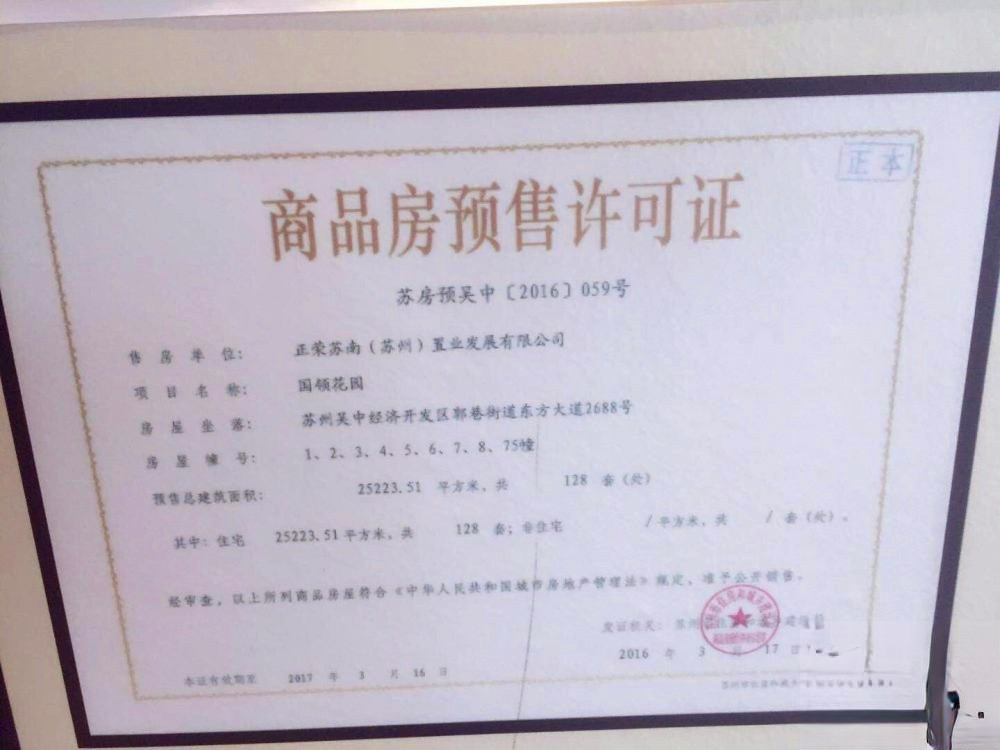 正本
商品房预售许可证
苏房预吴中〔2016〕059号
售房单位: 正荣苏南(苏州)置业发展有限公司
项目名称: 国领花园
房屋坐落: 苏州吴中经济开发区郭巷街道东方大道2688号
房屋幢号: 1、2、3、4、5、6、7、8、75幢
预售总建筑面积: 25223.51 平方米、共 128 套(处)
其中: 住宅 25223.51平方米、共 128 套; 非住宅 /平方米、共 / 套(处)。
经审查, 以上所列商品房屋符合《中华人民共和国城市房地产管理法》规定、准予公开销售。
发证机关: 苏州
2016 年 3 月 17 日
本证有效期至 2017 年 3 月 16 日